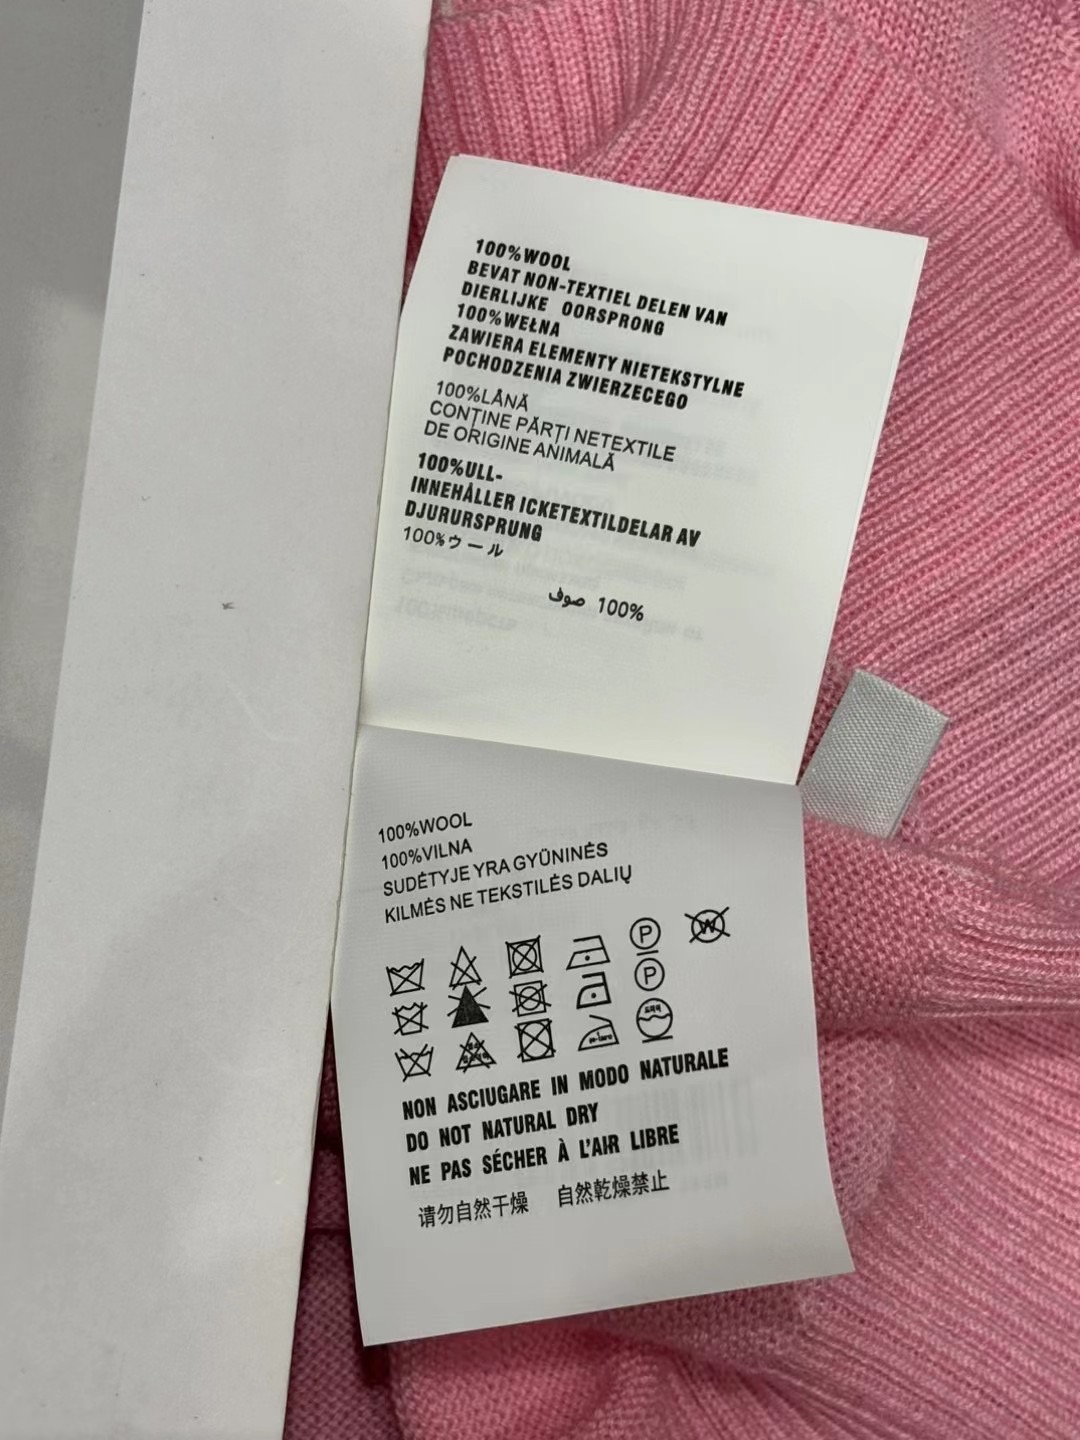 100%WOOL
BEVAT NON-TEXTIEL DELEN VAN
DIERLIJKE OORSPRONG
100%WEŁNA
ZAWIERA ELEMENTY NIETEKSTYLNE
POCHODZENIA ZWIERZECEGO
100%LÂNĂ
CONȚINE PĂRȚI NETEXTILE
DE ORIGINE ANIMALĂ
100%ULL-
INNEHÅLLER ICKETEXTILDELAR AV
DJURURSPRUNG
100%ウール
100% صوف
100%WOOL
100%VILNA
SUDĖTYJE YRA GYŪNINĖS
KILMĖS NE TEKSTILĖS DALIŲ
P W
P
NON ASCIUGARE IN MODO NATURALE
DO NOT NATURAL DRY
NE PAS SÉCHER À L'AIR LIBRE
请勿自然干燥 自然乾燥禁止